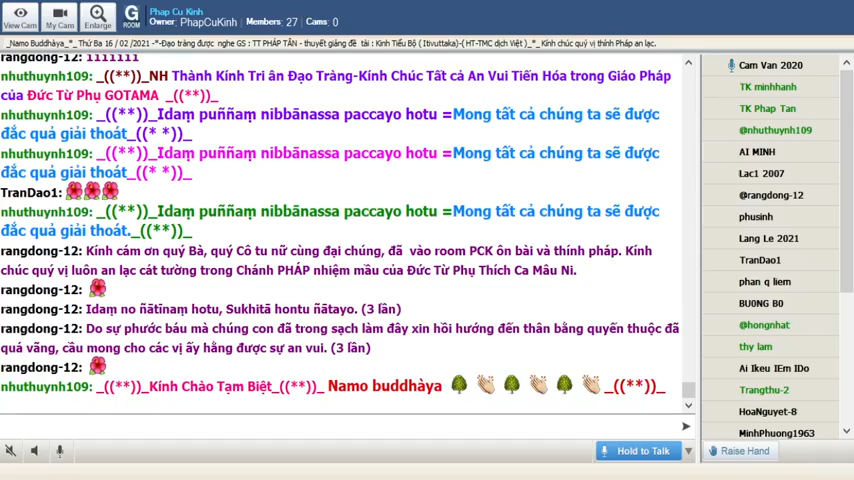 View Cam
My Cam
Enlarge
G
ROOM
Phap Cu Kinh
Owner: PhapCuKinh Members: 27 Cams: 0
_Namo Buddhàya_*_ Thứ Ba 16 / 02 /2021 -*-Đạo tràng được nghe GS : TT PHÁP TÂN - thuyết giảng đề tài : Kinh Tiểu Bộ ( Itvuttaka)-( HT-TMC dịch Việt )_*_ Kính chúc quý vị thính Pháp an lạc.
rangdong-12: 1111111
nhuthuynh109: _((**)_NH Thành Kính Tri ân Đạo Tràng-Kính Chúc Tất cả An Vui Tiến Hóa trong Giáo Pháp
của Đức Từ Phụ GOTAMA _((**)_
nhuthuynh109: _((**)_Idaṃ puññaṃ nibbānassa paccayo hotu =Mong tất cả chúng ta sẽ được
đắc quả giải thoát_((* *)_
nhuthuynh109: _((**)_Idaṃ puññaṃ nibbānassa paccayo hotu =Mong tất cả chúng ta sẽ được
đắc quả giải thoát_((* *)_
TranDao1:
nhuthuynh109: _((**)_Idaṃ puññaṃ nibbānassa paccayo hotu =Mong tất cả chúng ta sẽ được
đắc quả giải thoát._((**)_
rangdong-12: Kính cám ơn quý Bà, quý Cô tu nữ cùng đại chúng, đã vào room PCK ôn bài và thính pháp. Kính
chúc quý vị luôn an lạc cát tường trong Chánh PHÁP nhiệm mầu của Đức Từ Phụ Thích Ca Mâu Ni.
rangdong-12:
rangdong-12: Idaṃ no ñātīnaṃ hotu, Sukhitā hontu ñātayo. (3 lần)
rangdong-12: Do sự phước báu mà chúng con đã trong sạch làm đây xin hồi hướng đến thân bằng quyến thuộc đã
quá vãng, cầu mong cho các vị ấy hằng được sự an vui. (3 lần)
rangdong-12:
nhuthuynh109: _((**)_Kính Chào Tạm Biệt_((**)_ Namo buddhàya _((**)_
Hold to Talk
Cam Van 2020
TK minhhanh
TK Phap Tan
@nhuthuynh109
AI MINH
Lac1 2007
@rangdong-12
phusinh
Lang Le 2021
TranDao1
phan q liem
BU0NG B0
@hongnhat
thy lam
Ai Ikeu IEm IDo
Trangthu-2
HoaNguyet-8
MinhPhuong1963
Raise Hand